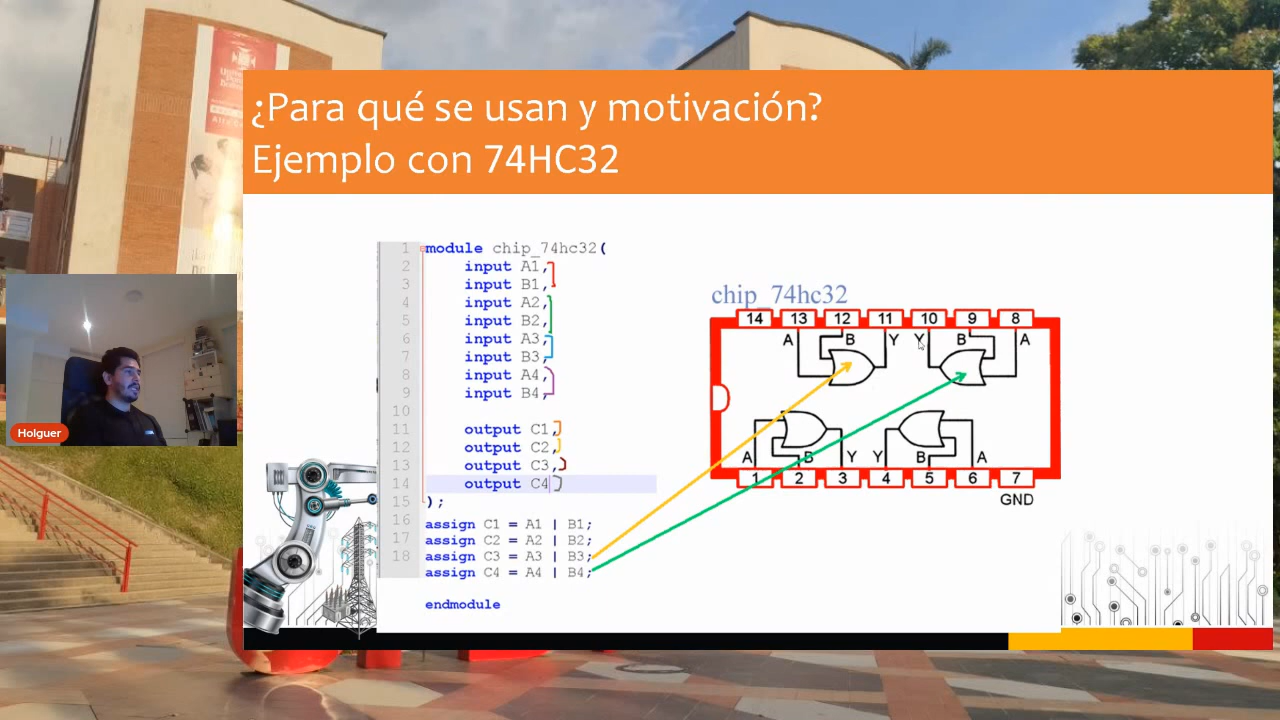 ¿Para qué se usan y motivación?
Ejemplo con 74HC32
1 module chip_74hc32(
2 input A1,
3 input B1,
4 input A2,
5 input B2,
6 input A3,
7 input B3,
8 input A4,
9 input B4,
10
11 output C1,
12 output C2,
13 output C3,
14 output C4
15 );
16 assign C1 = A1 | B1;
17 assign C2 = A2 | B2;
18 assign C3 = A3 | B3;
assign C4 = A4 | B4;
endmodule
chip_74hc32
14 13 12 11 10 9 8
A B Y Y B A
A B Y Y B A
1 2 3 4 5 6 7
GND
Holguer